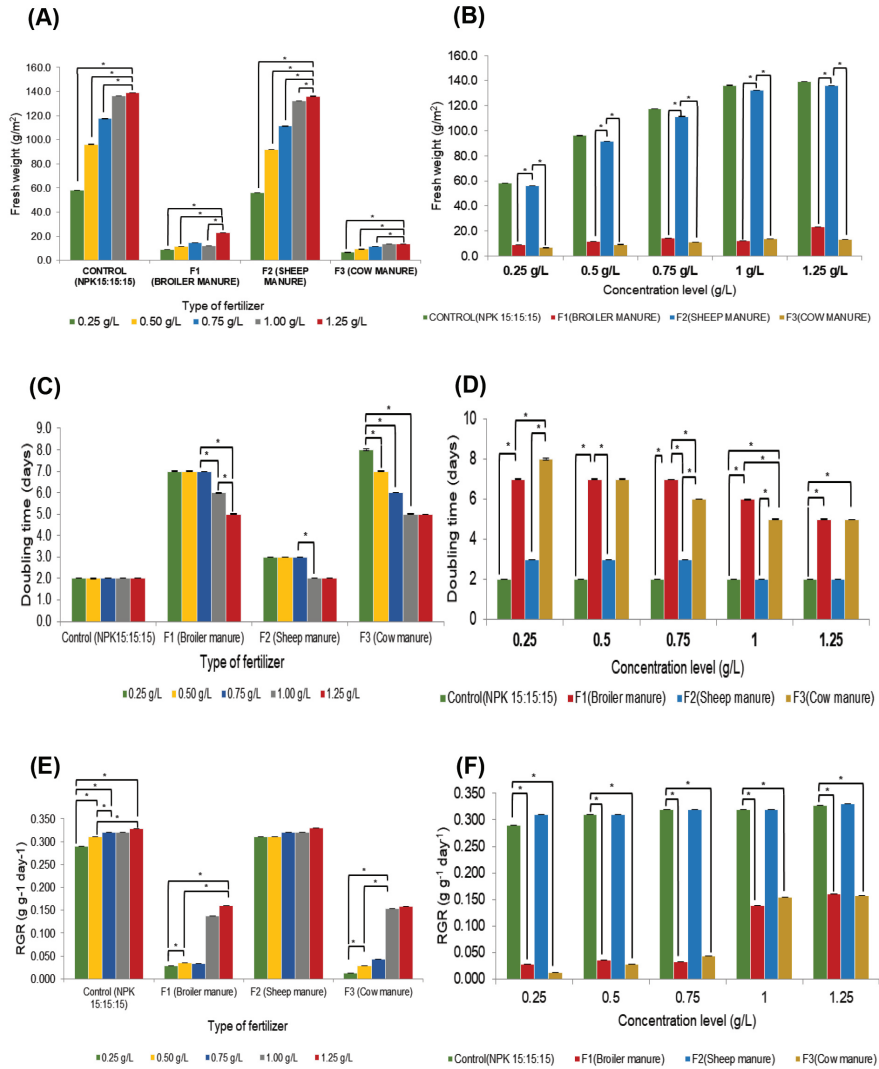 (A)
Fresh weight (g/m²)
160.0
140.0
120.0
100.0
80.0
60.0
40.0
20.0
0.0
* * * * * * * * * * * * *
CONTROL (NPK15:15:15)
F1 (BROILER MANURE)
F2 (SHEEP MANURE)
F3 (COW MANURE)
Type of fertilizer
0.25 g/L 0.50 g/L 0.75 g/L 1.00 g/L 1.25 g/L
(B)
Fresh weight (g/m²)
160.0
140.0
120.0
100.0
80.0
60.0
40.0
20.0
0.0
* * * * * * * * * *
0.25 g/L 0.5 g/L 0.75 g/L 1 g/L 1.25 g/L
Concentration level (g/L)
CONTROL(NPK 15:15:15) F1(BROILER MANURE) F2(SHEEP MANURE) F3(COW MANURE)
(C)
Doubling time (days)
9.0
8.0
7.0
6.0
5.0
4.0
3.0
2.0
1.0
0.0
* * * * * * *
Control (NPK15:15:15) F1 (Broiler manure) F2 (Sheep manure) F3 (Cow manure)
Type of fertilizer
0.25 g/L 0.50 g/L 0.75 g/L 1.00 g/L 1.25 g/L
(D)
Doubling time (days)
10
8
6
4
2
0
* * * * * * * * * * * * * * *
0.25 0.5 0.75 1 1.25
Concentration level (g/L)
Control(NPK 15:15:15) F1(Broiler manure) F2(Sheep manure) F3(Cow manure)
(E)
RGR (g g-1 day-1)
0.350
0.300
0.250
0.200
0.150
0.100
0.050
0.000
* * * * * * * * * * *
Control (NPK 15:15:15)
F1 (Broiler manure) F2 (Sheep manure) F3 (Cow manure)
Type of fertilizer
0.25 g/L 0.50 g/L 0.75 g/L 1.00 g/L 1.25 g/L
(F)
RGR (g g⁻¹ day⁻¹)
0.350
0.300
0.250
0.200
0.150
0.100
0.050
0.000
* * * * * * * * * *
0.25 0.5 0.75 1 1.25
Concentration level (g/L)
Control(NPK 15:15:15) F1(Broiler manure) F2(Sheep manure) F3(Cow manure)